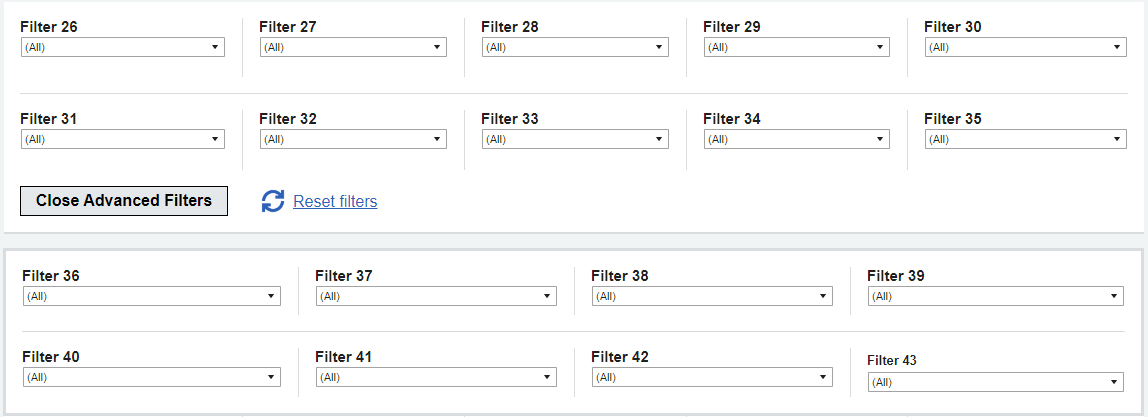 Filter 26 Filter 27 Filter 28 Filter 29 Filter 30
(All) (All) (All) (All) (All)
Filter 31 Filter 32 Filter 33 Filter 34 Filter 35
(All) (All) (All) (All) (All)
Close Advanced Filters Reset filters
Filter 36 Filter 37 Filter 38 Filter 39
(All) (All) (All) (All)
Filter 40 Filter 41 Filter 42 Filter 43
(All) (All) (All) (All)